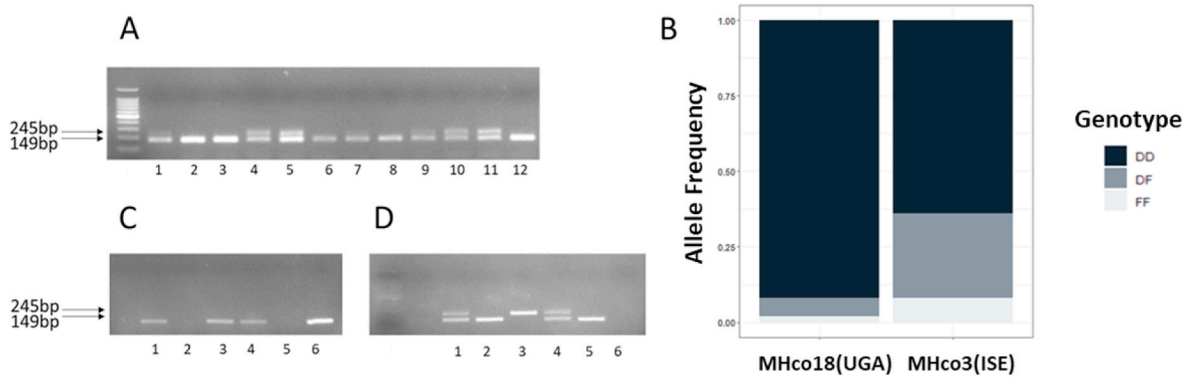 A
245bp
149bp
1 2 3 4 5 6 7 8 9 10 11 12
B
Allele Frequency
1.00
0.75
0.50
0.25
0.00
MHco18(UGA) MHco3(ISE)
Genotype
DD
DF
FF
C
245bp
149bp
1 2 3 4 5 6
D
1 2 3 4 5 6